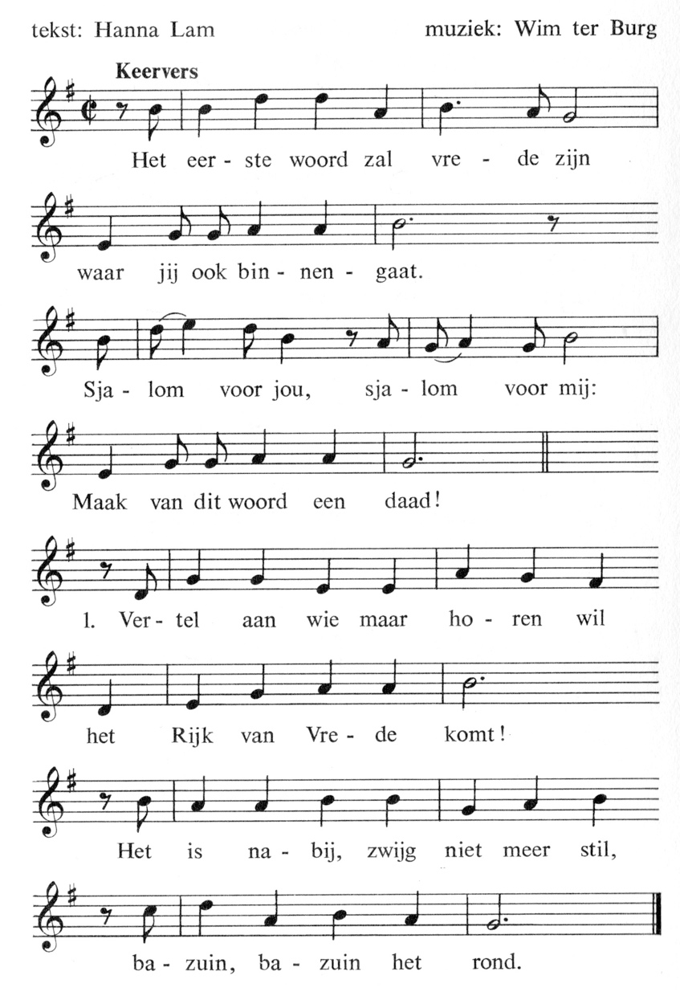 tekst: Hanna Lam muziek: Wim ter Burg
Keervers
Het eer - ste woord zal vre - de zijn
waar jij ook bin - nen - gaat.
Sja - lom voor jou, sja - lom voor mij:
Maak van dit woord een daad!
1. Ver - tel aan wie maar ho - ren wil
het Rijk van Vre - de komt!
Het is na - bij, zwijg niet meer stil,
ba - zuin, ba - zuin het rond.